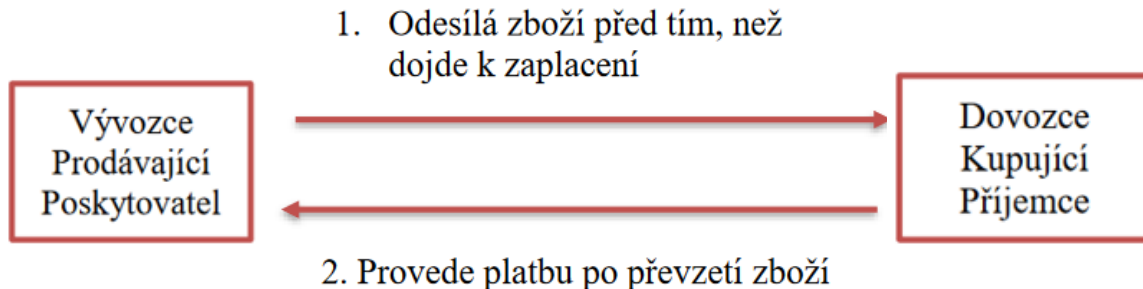 1. Odesílá zboží před tím, než
dojde k zaplacení
Vývozce
Prodávající
Poskytovatel
Dovozce
Kupující
Příjemce
2. Provede platbu po převzetí zboží